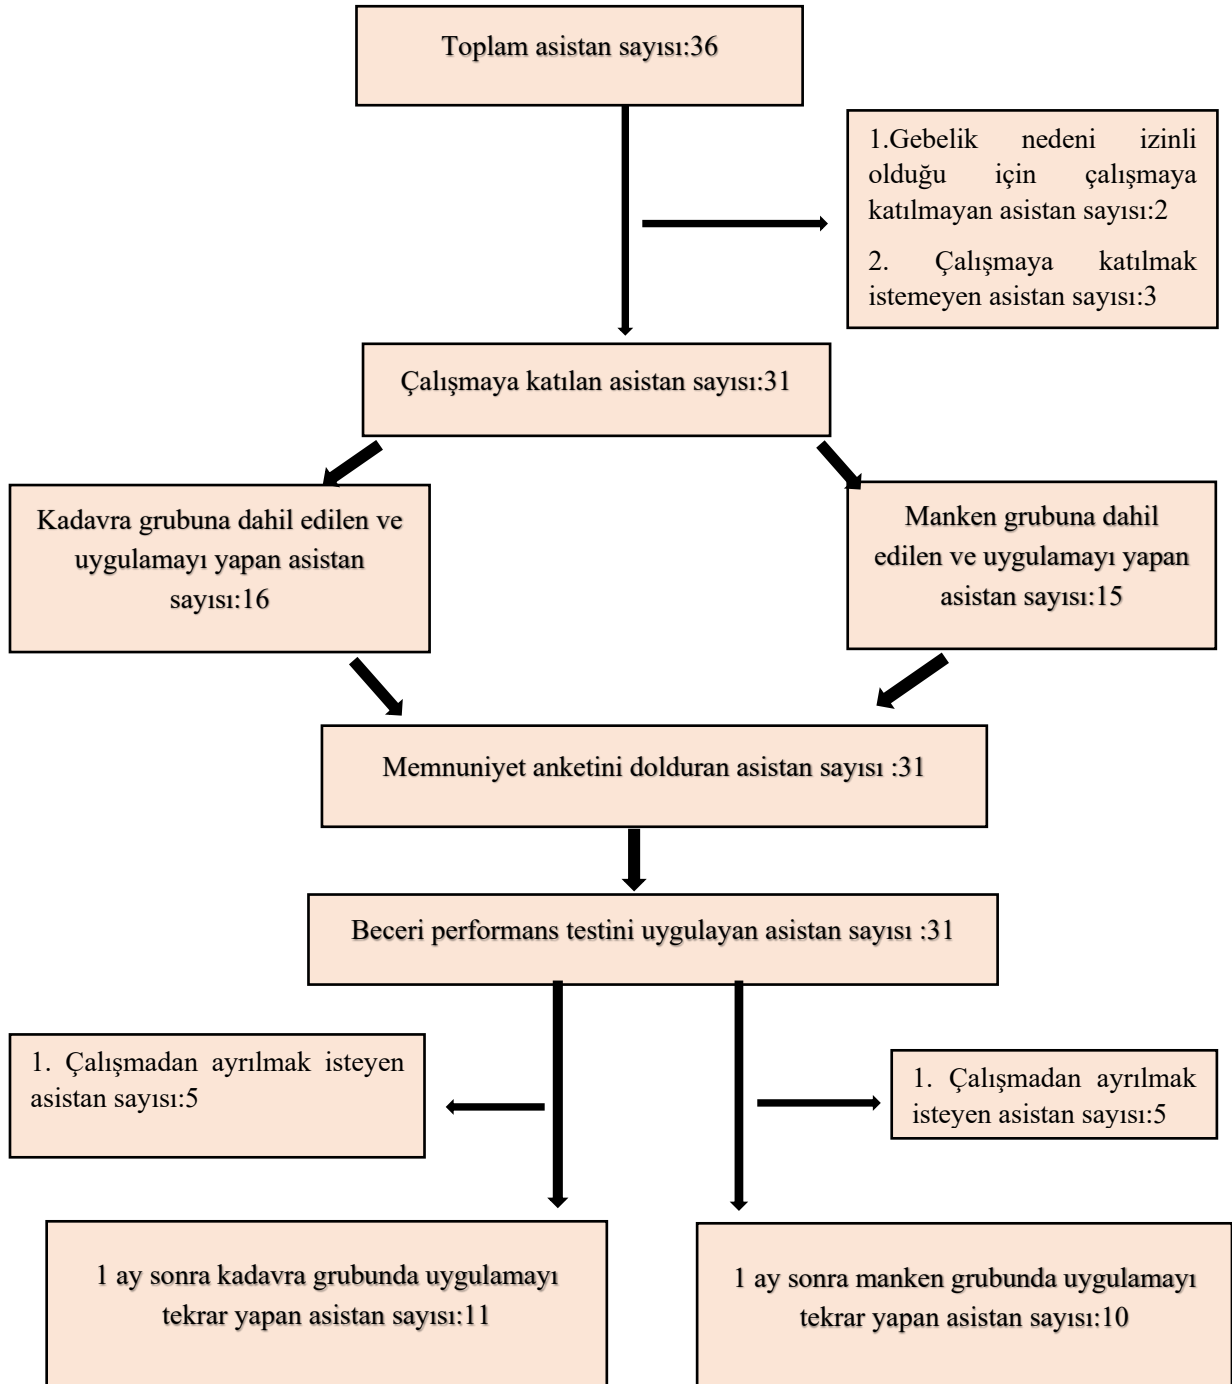 Toplam asistan sayısı:36
1.Gebelik nedeni izinli
olduğu için çalışmaya
katılmayan asistan sayısı:2
2. Çalışmaya katılmak
istemeyen asistan sayısı:3
Çalışmaya katılan asistan sayısı:31
Kadavra grubuna dahil edilen ve
uygulamayı yapan asistan
sayısı:16
Manken grubuna dahil
edilen ve uygulamayı yapan
asistan sayısı:15
Memnuniyet anketini dolduran asistan sayısı :31
Beceri performans testini uygulayan asistan sayısı :31
1. Çalışmadan ayrılmak isteyen
asistan sayısı:5
1. Çalışmadan ayrılmak
isteyen asistan sayısı:5
1 ay sonra kadavra grubunda uygulamayı
tekrar yapan asistan sayısı:11
1 ay sonra manken grubunda uygulamayı
tekrar yapan asistan sayısı:10